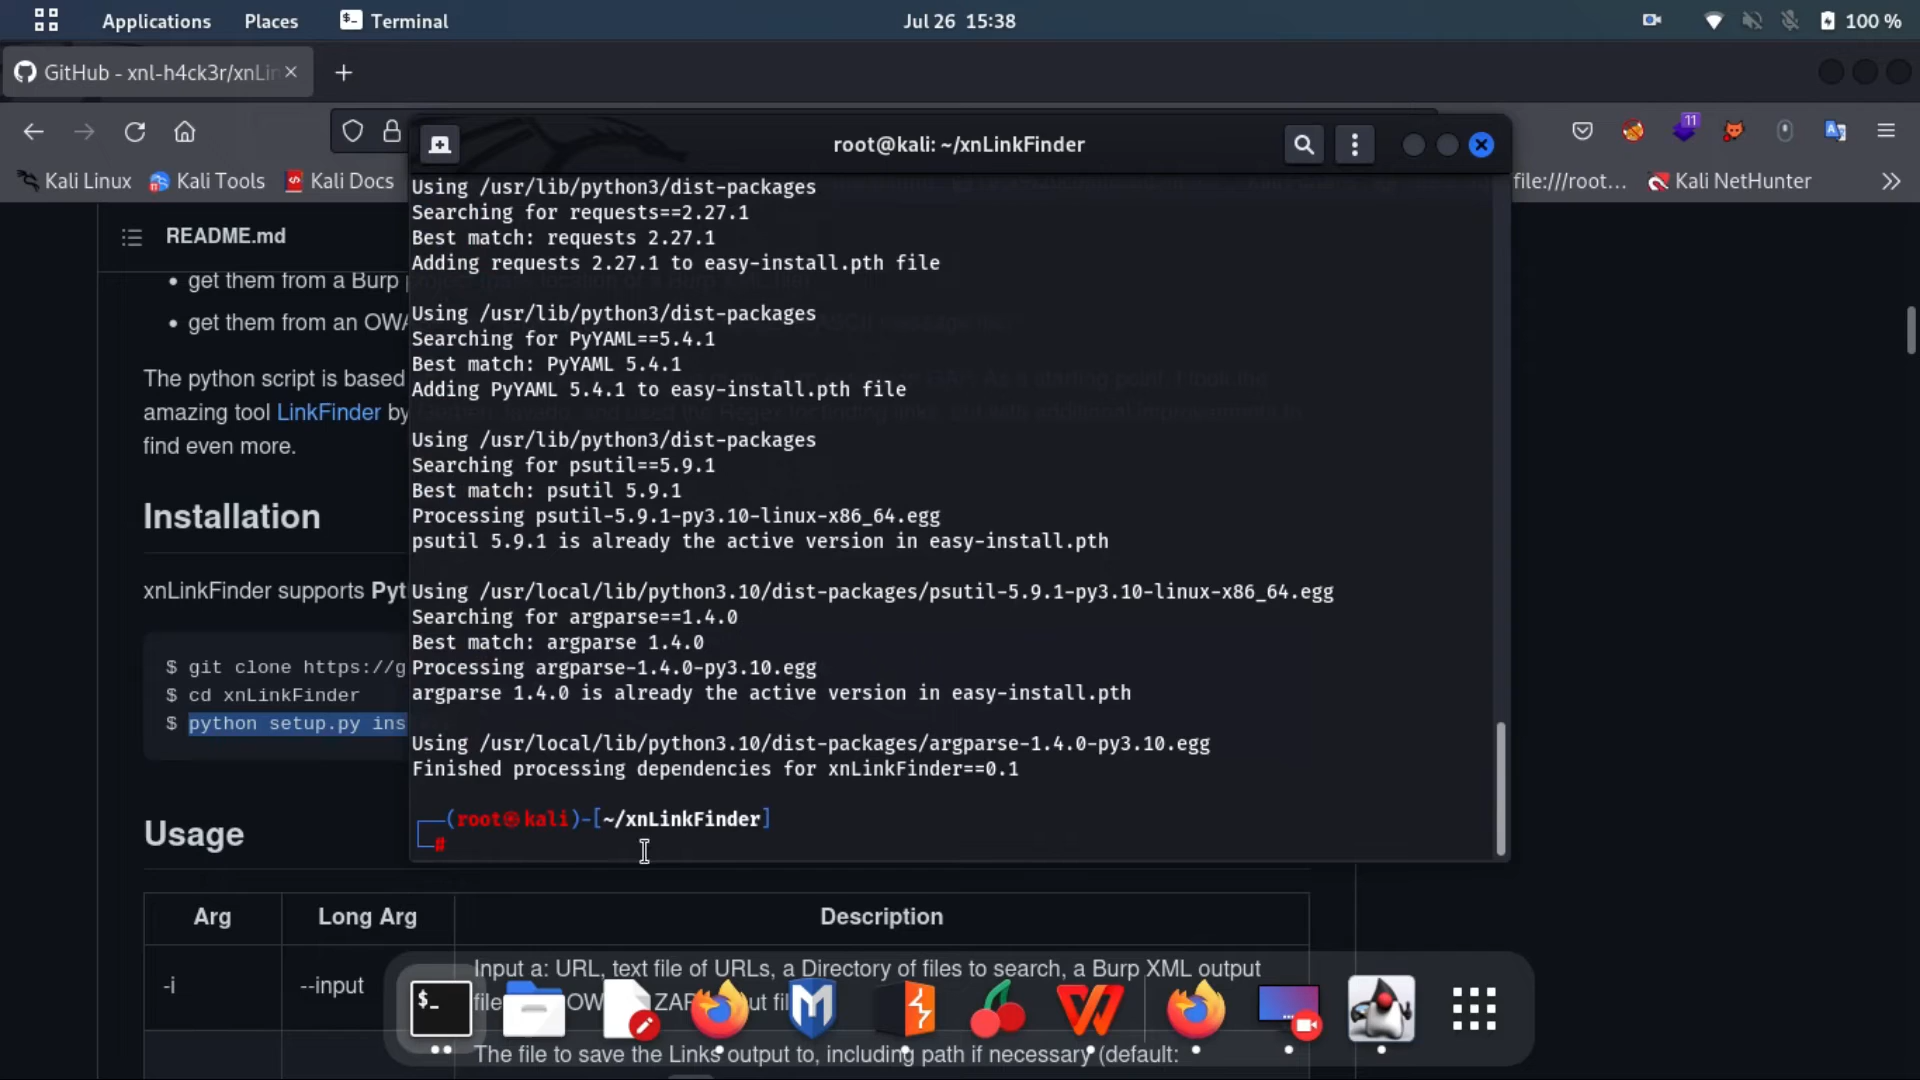 Applications
Places
Terminal
Jul 26 15:38
100 %
GitHub - xnl-h4ck3r/xnLin
root@kali: ~/xnLinkFinder
11
Kali Linux
Kali Tools
Kali Docs
file:///root…
Kali NetHunter
README.md
get them from a Burp
get them from an OWA
The python script is based
amazing tool LinkFinder by
find even more.
Installation
xnLinkFinder supports Pyt
$ git clone https://g
$ cd xnLinkFinder
$ python setup.py ins
Using /usr/lib/python3/dist-packages
Searching for requests==2.27.1
Best match: requests 2.27.1
Adding requests 2.27.1 to easy-install.pth file
Using /usr/lib/python3/dist-packages
Searching for PyYAML==5.4.1
Best match: PyYAML 5.4.1
Adding PyYAML 5.4.1 to easy-install.pth file
Using /usr/lib/python3/dist-packages
Searching for psutil==5.9.1
Best match: psutil 5.9.1
Processing psutil-5.9.1-py3.10-linux-x86_64.egg
psutil 5.9.1 is already the active version in easy-install.pth
Using /usr/local/lib/python3.10/dist-packages/psutil-5.9.1-py3.10-linux-x86_64.egg
Searching for argparse==1.4.0
Best match: argparse 1.4.0
Processing argparse-1.4.0-py3.10.egg
argparse 1.4.0 is already the active version in easy-install.pth
Using /usr/local/lib/python3.10/dist-packages/argparse-1.4.0-py3.10.egg
Finished processing dependencies for xnLinkFinder==0.1
┌──(root㉿kali)-[~/xnLinkFinder]
└─#
Usage
Arg
Long Arg
Description
-i
--input
Input a: URL, text file of URLs, a Directory of files to search, a Burp XML output
file
The file to save the Links output to, including path if necessary (default: